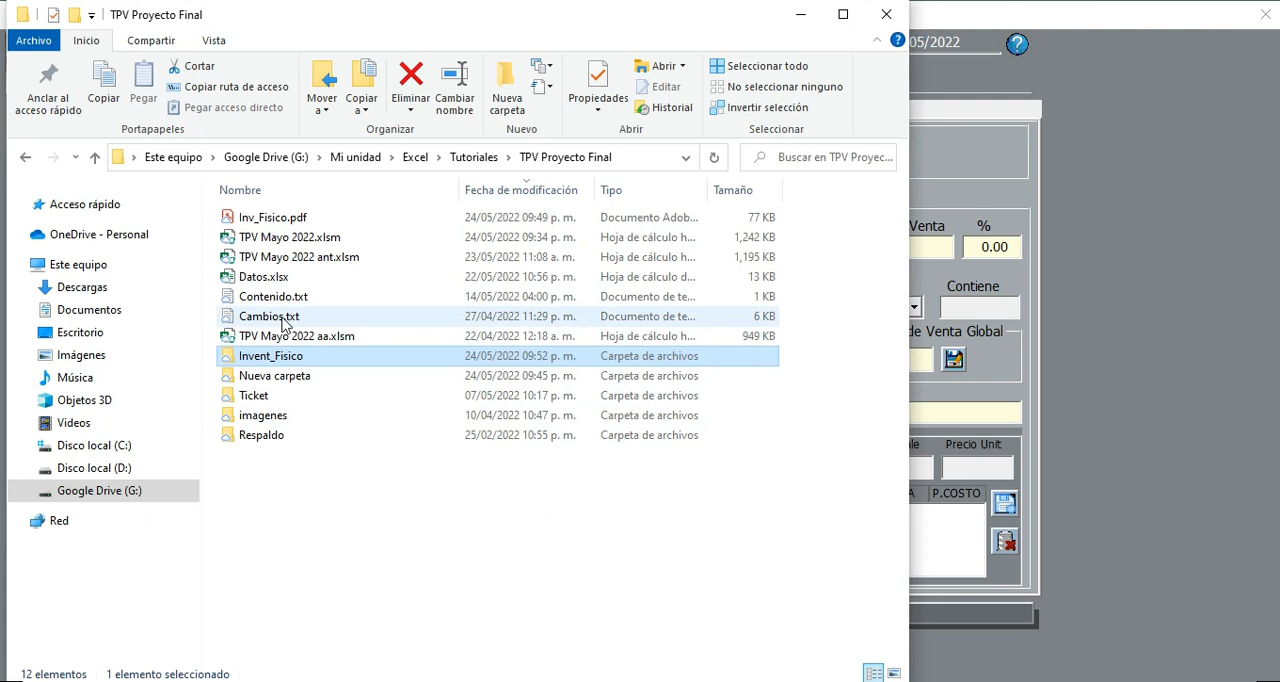 TPV Proyecto Final
Archivo Inicio Compartir Vista
05/2022
Anclar al acceso rápido
Copiar
Pegar
Cortar
Copiar ruta de acceso
Pegar acceso directo
Portapapeles
Mover a
Copiar a
Eliminar
Cambiar nombre
Organizar
Nueva carpeta
Nuevo
Propiedades
Abrir
Editar
Historial
Abrir
Seleccionar todo
No seleccionar ninguno
Invertir selección
Seleccionar
Este equipo > Google Drive (G:) > Mi unidad > Excel > Tutoriales > TPV Proyecto Final
Buscar en TPV Proyec...
Nombre Fecha de modificación Tipo Tamaño
Inv_Fisico.pdf 24/05/2022 09:49 p. m. Documento Adob... 77 KB
TPV Mayo 2022.xlsm 24/05/2022 09:34 p. m. Hoja de cálculo h... 1,242 KB
TPV Mayo 2022 ant.xlsm 23/05/2022 11:08 a. m. Hoja de cálculo h... 1,195 KB
Datos.xlsx 22/05/2022 10:56 p. m. Hoja de cálculo d... 13 KB
Contenido.txt 14/05/2022 04:00 p. m. Documento de te... 1 KB
Cambios.txt 27/04/2022 11:29 p. m. Documento de te... 6 KB
TPV Mayo 2022 aa.xlsm 22/04/2022 12:18 a. m. Hoja de cálculo h... 949 KB
Invent_Fisico 24/05/2022 09:52 p. m. Carpeta de archivos
Nueva carpeta 24/05/2022 09:45 p. m. Carpeta de archivos
Ticket 07/05/2022 10:17 p. m. Carpeta de archivos
imagenes 10/04/2022 10:47 p. m. Carpeta de archivos
Respaldo 25/02/2022 10:55 p. m. Carpeta de archivos
Acceso rápido
OneDrive - Personal
Este equipo
Descargas
Documentos
Escritorio
Imágenes
Música
Objetos 3D
Videos
Disco local (C:)
Disco local (D:)
Google Drive (G:)
Red
Venta %
0.00
Contiene
de Venta Global
Precio Unit
A P.COSTO
12 elementos 1 elemento seleccionado